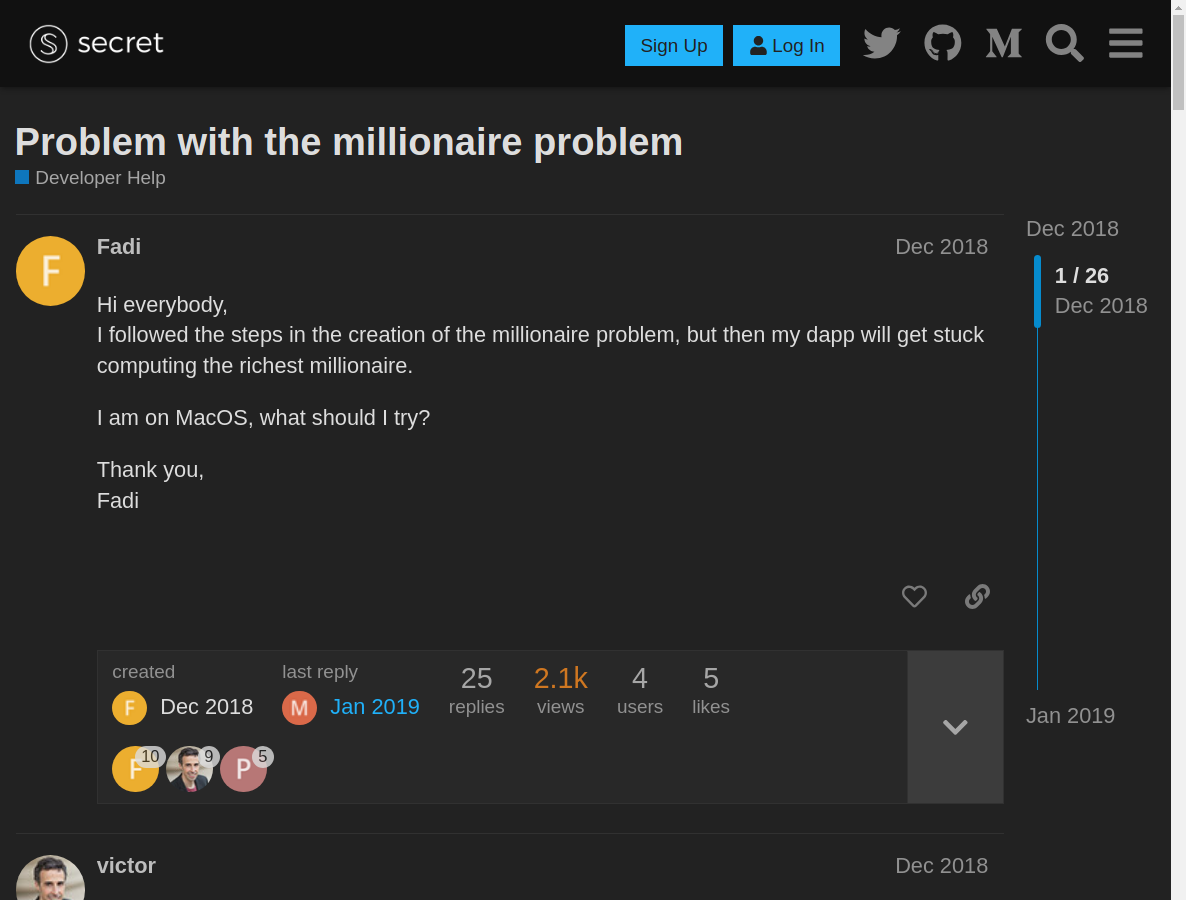 secret
Sign Up
Log In
Problem with the millionaire problem
Developer Help
Fadi
Dec 2018
Hi everybody,
I followed the steps in the creation of the millionaire problem, but then my dapp will get stuck
computing the richest millionaire.
I am on MacOS, what should I try?
Thank you,
Fadi
Dec 2018
1 / 26
Dec 2018
Jan 2019
created
F Dec 2018
last reply
M Jan 2019
25
replies
2.1k
views
4
users
5
likes
F 10
9
P 5
victor
Dec 2018